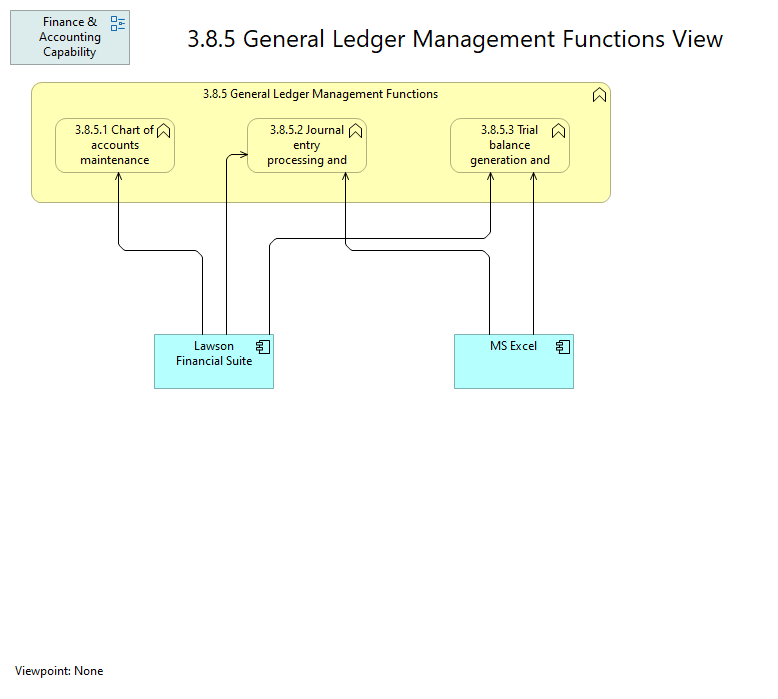 Finance &
Accounting
Capability
3.8.5 General Ledger Management Functions View
3.8.5 General Ledger Management Functions
3.8.5.1 Chart of
accounts
maintenance
3.8.5.2 Journal
entry
processing and
3.8.5.3 Trial
balance
generation and
Lawson
Financial Suite
MS Excel
Viewpoint: None